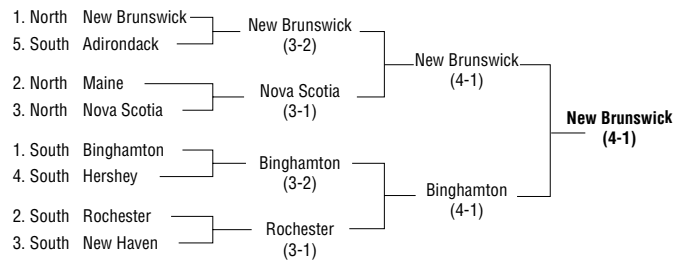 1. North New Brunswick
5. South Adirondack
New Brunswick
(3-2)
2. North Maine
3. North Nova Scotia
Nova Scotia
(3-1)
New Brunswick
(4-1)
1. South Binghamton
4. South Hershey
Binghamton
(3-2)
2. South Rochester
3. South New Haven
Rochester
(3-1)
Binghamton
(4-1)
New Brunswick
(4-1)